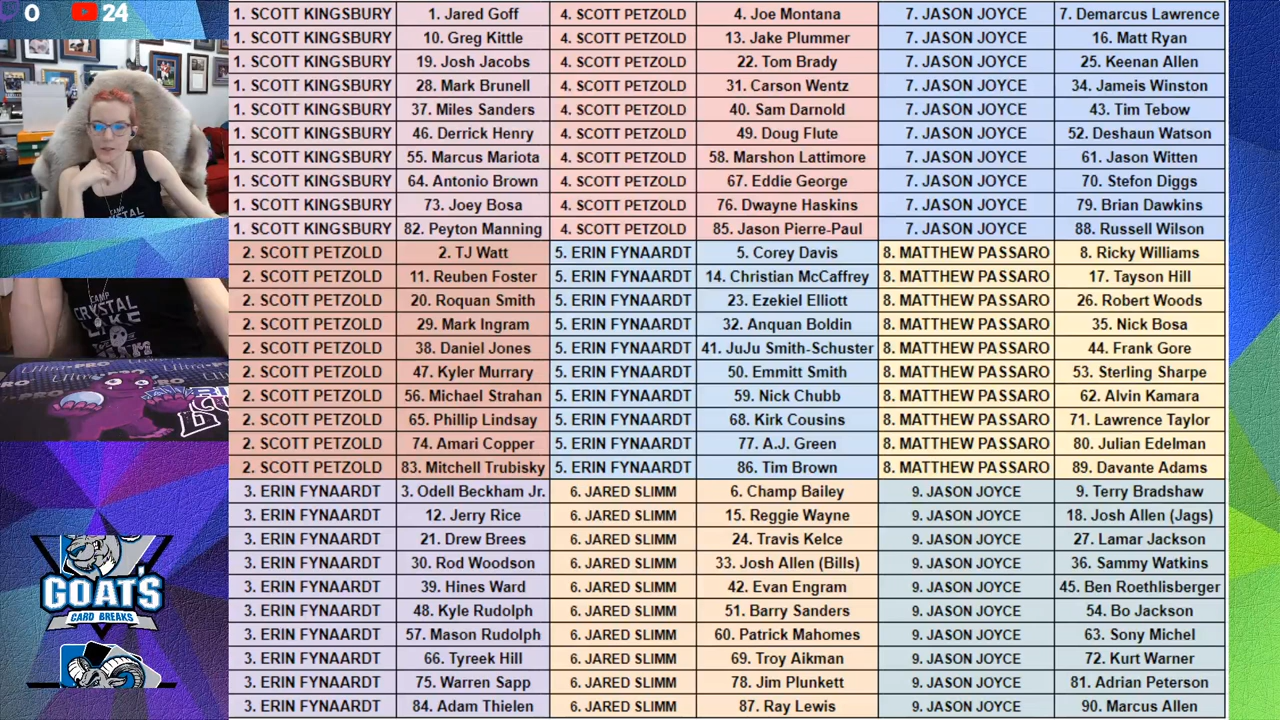 0 24
1. SCOTT KINGSBURY 1. Jared Goff 4. SCOTT PETZOLD 4. Joe Montana 7. JASON JOYCE 7. Demarcus Lawrence
1. SCOTT KINGSBURY 10. Greg Kittle 4. SCOTT PETZOLD 13. Jake Plummer 7. JASON JOYCE 16. Matt Ryan
1. SCOTT KINGSBURY 19. Josh Jacobs 4. SCOTT PETZOLD 22. Tom Brady 7. JASON JOYCE 25. Keenan Allen
1. SCOTT KINGSBURY 28. Mark Brunell 4. SCOTT PETZOLD 31. Carson Wentz 7. JASON JOYCE 34. Jameis Winston
1. SCOTT KINGSBURY 37. Miles Sanders 4. SCOTT PETZOLD 40. Sam Darnold 7. JASON JOYCE 43. Tim Tebow
1. SCOTT KINGSBURY 46. Derrick Henry 4. SCOTT PETZOLD 49. Doug Flute 7. JASON JOYCE 52. Deshaun Watson
1. SCOTT KINGSBURY 55. Marcus Mariota 4. SCOTT PETZOLD 58. Marshon Lattimore 7. JASON JOYCE 61. Jason Witten
1. SCOTT KINGSBURY 64. Antonio Brown 4. SCOTT PETZOLD 67. Eddie George 7. JASON JOYCE 70. Stefon Diggs
1. SCOTT KINGSBURY 73. Joey Bosa 4. SCOTT PETZOLD 76. Dwayne Haskins 7. JASON JOYCE 79. Brian Dawkins
1. SCOTT KINGSBURY 82. Peyton Manning 4. SCOTT PETZOLD 85. Jason Pierre-Paul 7. JASON JOYCE 88. Russell Wilson
2. SCOTT PETZOLD 2. TJ Watt 5. ERIN FYNAARDT 5. Corey Davis 8. MATTHEW PASSARO 8. Ricky Williams
2. SCOTT PETZOLD 11. Reuben Foster 5. ERIN FYNAARDT 14. Christian McCaffrey 8. MATTHEW PASSARO 17. Tayson Hill
2. SCOTT PETZOLD 20. Roquan Smith 5. ERIN FYNAARDT 23. Ezekiel Elliott 8. MATTHEW PASSARO 26. Robert Woods
2. SCOTT PETZOLD 29. Mark Ingram 5. ERIN FYNAARDT 32. Anquan Boldin 8. MATTHEW PASSARO 35. Nick Bosa
2. SCOTT PETZOLD 38. Daniel Jones 5. ERIN FYNAARDT 41. JuJu Smith-Schuster 8. MATTHEW PASSARO 44. Frank Gore
2. SCOTT PETZOLD 47. Kyler Murrary 5. ERIN FYNAARDT 50. Emmitt Smith 8. MATTHEW PASSARO 53. Sterling Sharpe
2. SCOTT PETZOLD 56. Michael Strahan 5. ERIN FYNAARDT 59. Nick Chubb 8. MATTHEW PASSARO 62. Alvin Kamara
2. SCOTT PETZOLD 65. Phillip Lindsay 5. ERIN FYNAARDT 68. Kirk Cousins 8. MATTHEW PASSARO 71. Lawrence Taylor
2. SCOTT PETZOLD 74. Amari Copper 5. ERIN FYNAARDT 77. A.J. Green 8. MATTHEW PASSARO 80. Julian Edelman
2. SCOTT PETZOLD 83. Mitchell Trubisky 5. ERIN FYNAARDT 86. Tim Brown 8. MATTHEW PASSARO 89. Davante Adams
3. ERIN FYNAARDT 3. Odell Beckham Jr. 6. JARED SLIMM 6. Champ Bailey 9. JASON JOYCE 9. Terry Bradshaw
3. ERIN FYNAARDT 12. Jerry Rice 6. JARED SLIMM 15. Reggie Wayne 9. JASON JOYCE 18. Josh Allen (Jags)
3. ERIN FYNAARDT 21. Drew Brees 6. JARED SLIMM 24. Travis Kelce 9. JASON JOYCE 27. Lamar Jackson
3. ERIN FYNAARDT 30. Rod Woodson 6. JARED SLIMM 33. Josh Allen (Bills) 9. JASON JOYCE 36. Sammy Watkins
3. ERIN FYNAARDT 39. Hines Ward 6. JARED SLIMM 42. Evan Engram 9. JASON JOYCE 45. Ben Roethlisberger
3. ERIN FYNAARDT 48. Kyle Rudolph 6. JARED SLIMM 51. Barry Sanders 9. JASON JOYCE 54. Bo Jackson
3. ERIN FYNAARDT 57. Mason Rudolph 6. JARED SLIMM 60. Patrick Mahomes 9. JASON JOYCE 63. Sony Michel
3. ERIN FYNAARDT 66. Tyreek Hill 6. JARED SLIMM 69. Troy Aikman 9. JASON JOYCE 72. Kurt Warner
3. ERIN FYNAARDT 75. Warren Sapp 6. JARED SLIMM 78. Jim Plunkett 9. JASON JOYCE 81. Adrian Peterson
3. ERIN FYNAARDT 84. Adam Thielen 6. JARED SLIMM 87. Ray Lewis 9. JASON JOYCE 90. Marcus Allen
CAMP
CRYSTAL
LAKE
GOATS
CARD BREAKS